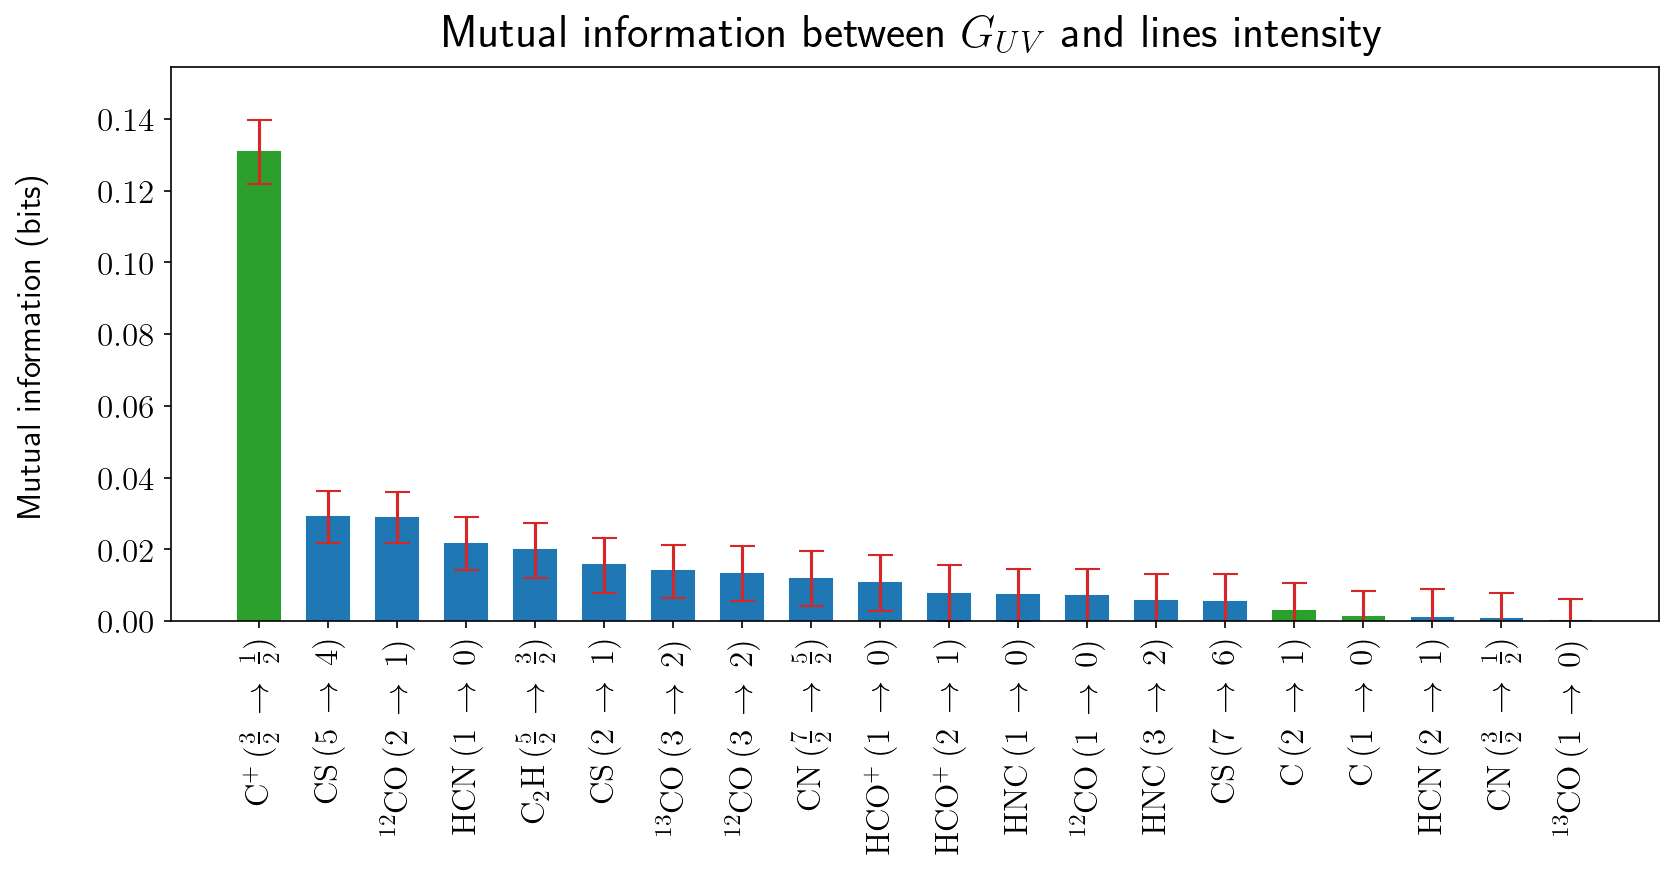 Mutual information between G_{UV} and lines intensity
Mutual information (bits)
0.14
0.12
0.10
0.08
0.06
0.04
0.02
0.00
C⁺ (3/2 → 1/2)
CS (5 → 4)
¹²CO (2 → 1)
HCN (1 → 0)
C₂H (5/2 → 3/2)
CS (2 → 1)
¹³CO (3 → 2)
¹²CO (3 → 2)
CN (7/2 → 5/2)
HCO⁺ (1 → 0)
HCO⁺ (2 → 1)
HNC (1 → 0)
¹²CO (1 → 0)
HNC (3 → 2)
CS (7 → 6)
C (2 → 1)
C (1 → 0)
HCN (2 → 1)
CN (3/2 → 1/2)
¹³CO (1 → 0)